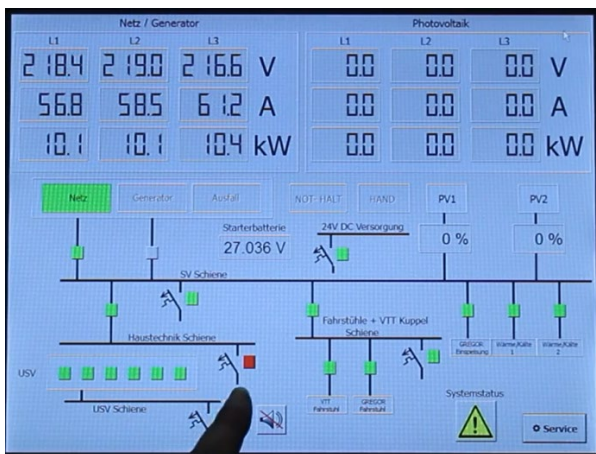 Netz / Generator
Photovoltaik
L1 L2 L3
L1 L2 L3
218.4 219.0 216.6 V
0.0 0.0 0.0 V
56.8 58.5 61.2 A
0.0 0.0 0.0 A
10.1 10.1 10.4 kW
0.0 0.0 0.0 kW
Netz Generator Ausfall NOT- HALT HAND PV1 PV2
Starterbatterie
27.036 V
24V DC Versorgung
0 % 0 %
SV Schiene
Haustechnik Schiene
Fahrstühle + VTT Kuppel
Schiene
GREGOR
Einspeisung
Wärme/Kälte
1
Wärme/Kälte
2
USV
VTT
Fahrstuhl
GREGOR
Fahrstuhl
USV Schiene
Systemstatus
Service